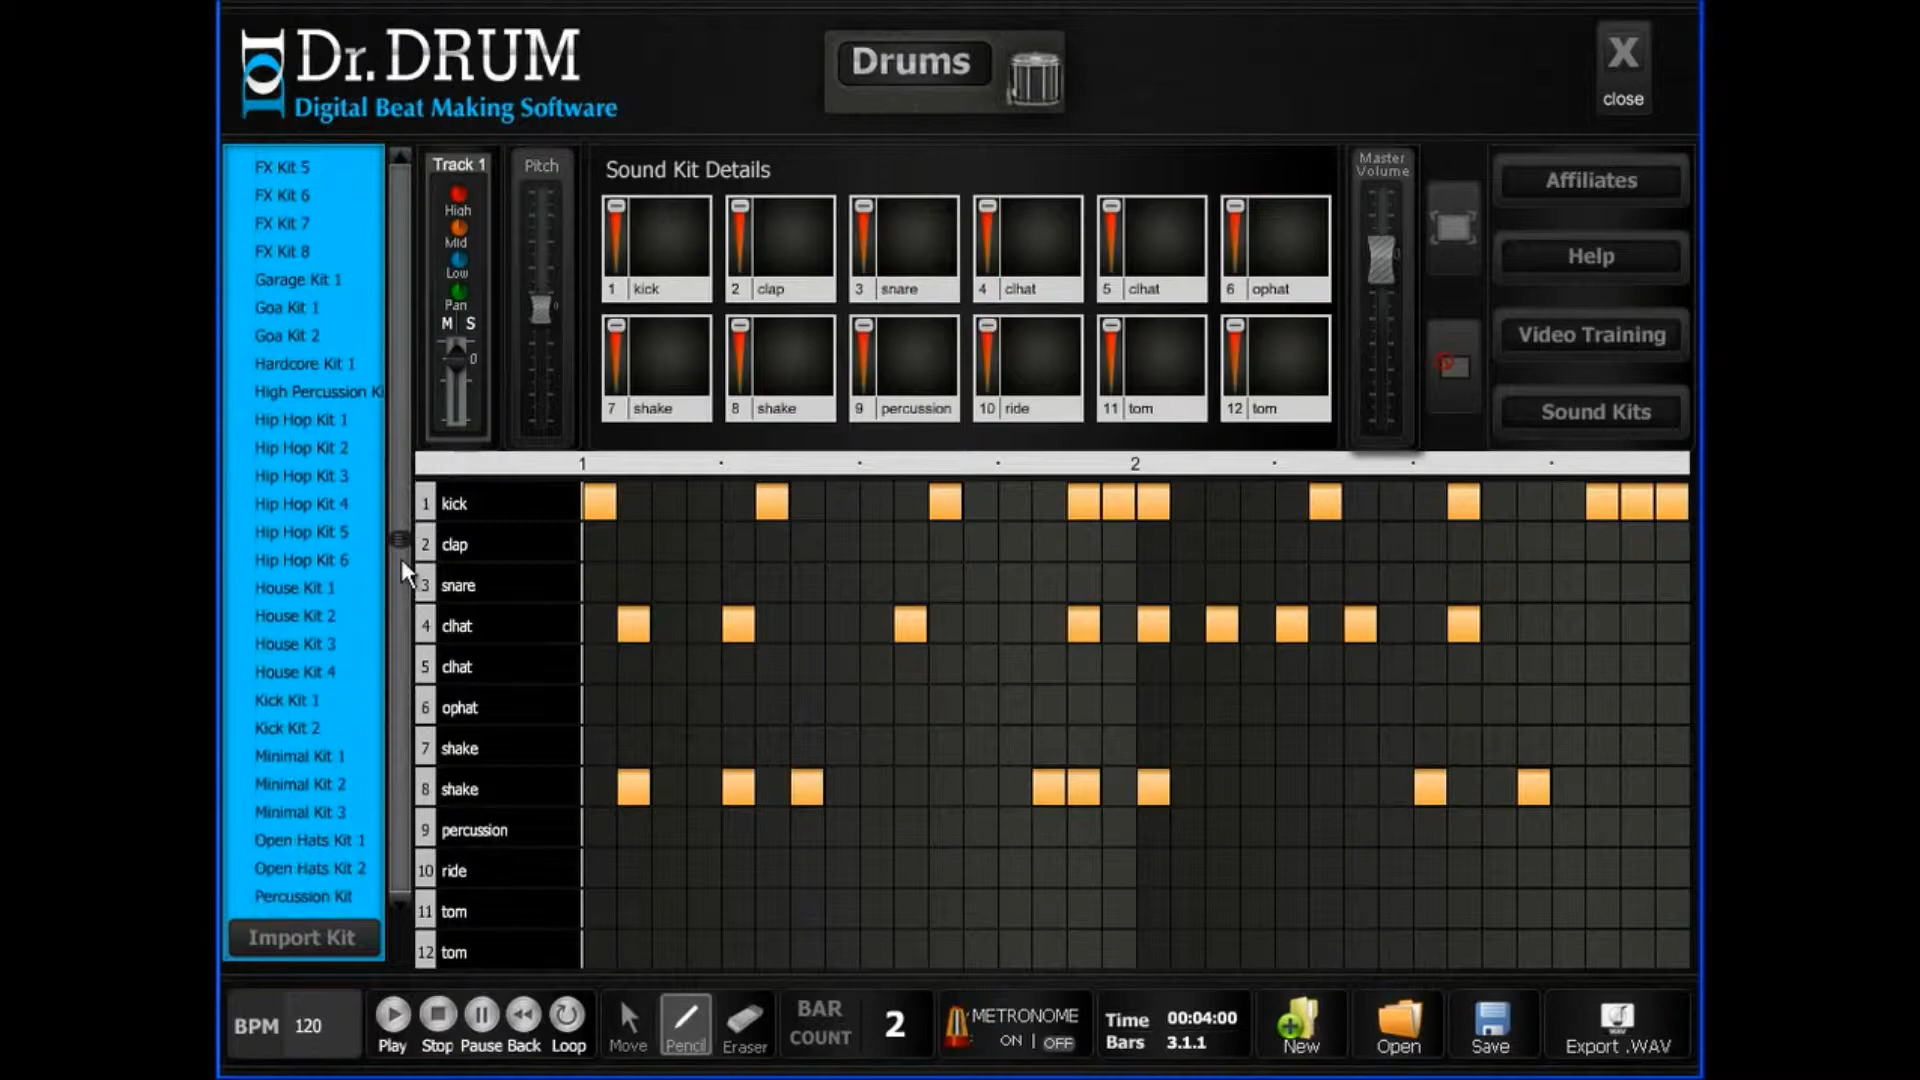 Dr. DRUM
Digital Beat Making Software
Drums
X
close
FX Kit 5
FX Kit 6
FX Kit 7
FX Kit 8
Garage Kit 1
Goa Kit 1
Goa Kit 2
Hardcore Kit 1
High Percussion Ki
Hip Hop Kit 1
Hip Hop Kit 2
Hip Hop Kit 3
Hip Hop Kit 4
Hip Hop Kit 5
Hip Hop Kit 6
House Kit 1
House Kit 2
House Kit 3
House Kit 4
Kick Kit 1
Kick Kit 2
Minimal Kit 1
Minimal Kit 2
Minimal Kit 3
Open Hats Kit 1
Open Hats Kit 2
Percussion Kit
Import Kit
Track 1
High
Mid
Low
Pan
M S
0
Pitch
0
Sound Kit Details
1 kick
2 clap
3 snare
4 clhat
5 clhat
6 ophat
7 shake
8 shake
9 percussion
10 ride
11 tom
12 tom
Master
Volume
0
Affiliates
Help
Video Training
Sound Kits
1 2
1 kick
2 clap
3 snare
4 clhat
5 clhat
6 ophat
7 shake
8 shake
9 percussion
10 ride
11 tom
12 tom
BPM 120
Play Stop Pause Back Loop
Move Pencil Eraser
BAR
COUNT
2
METRONOME
ON | OFF
Time 00:04:00
Bars 3.1.1
New
Open
Save
WAV
Export .WAV